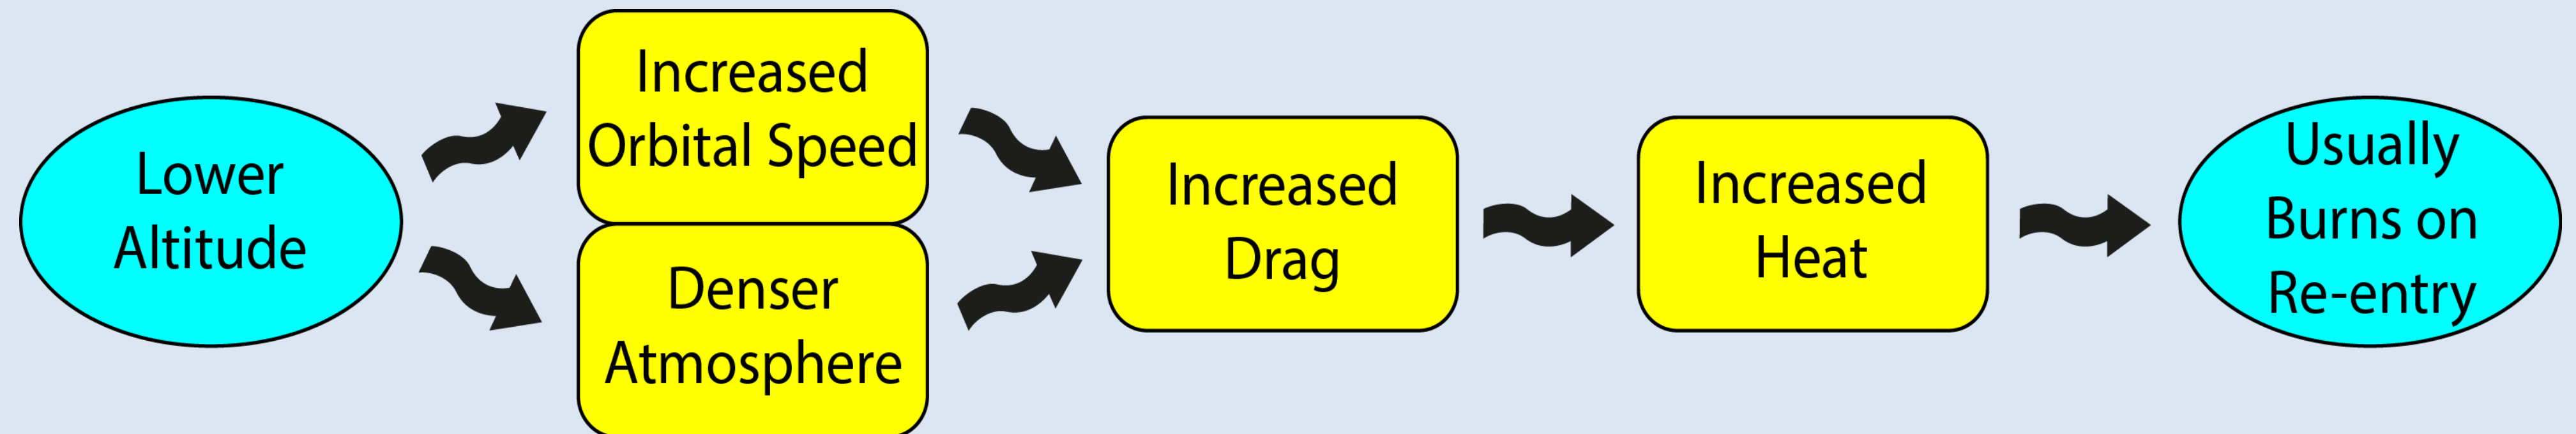 Lower
Altitude
Increased
Orbital Speed
Denser
Atmosphere
Increased
Drag
Increased
Heat
Usually
Burns on
Re-entry